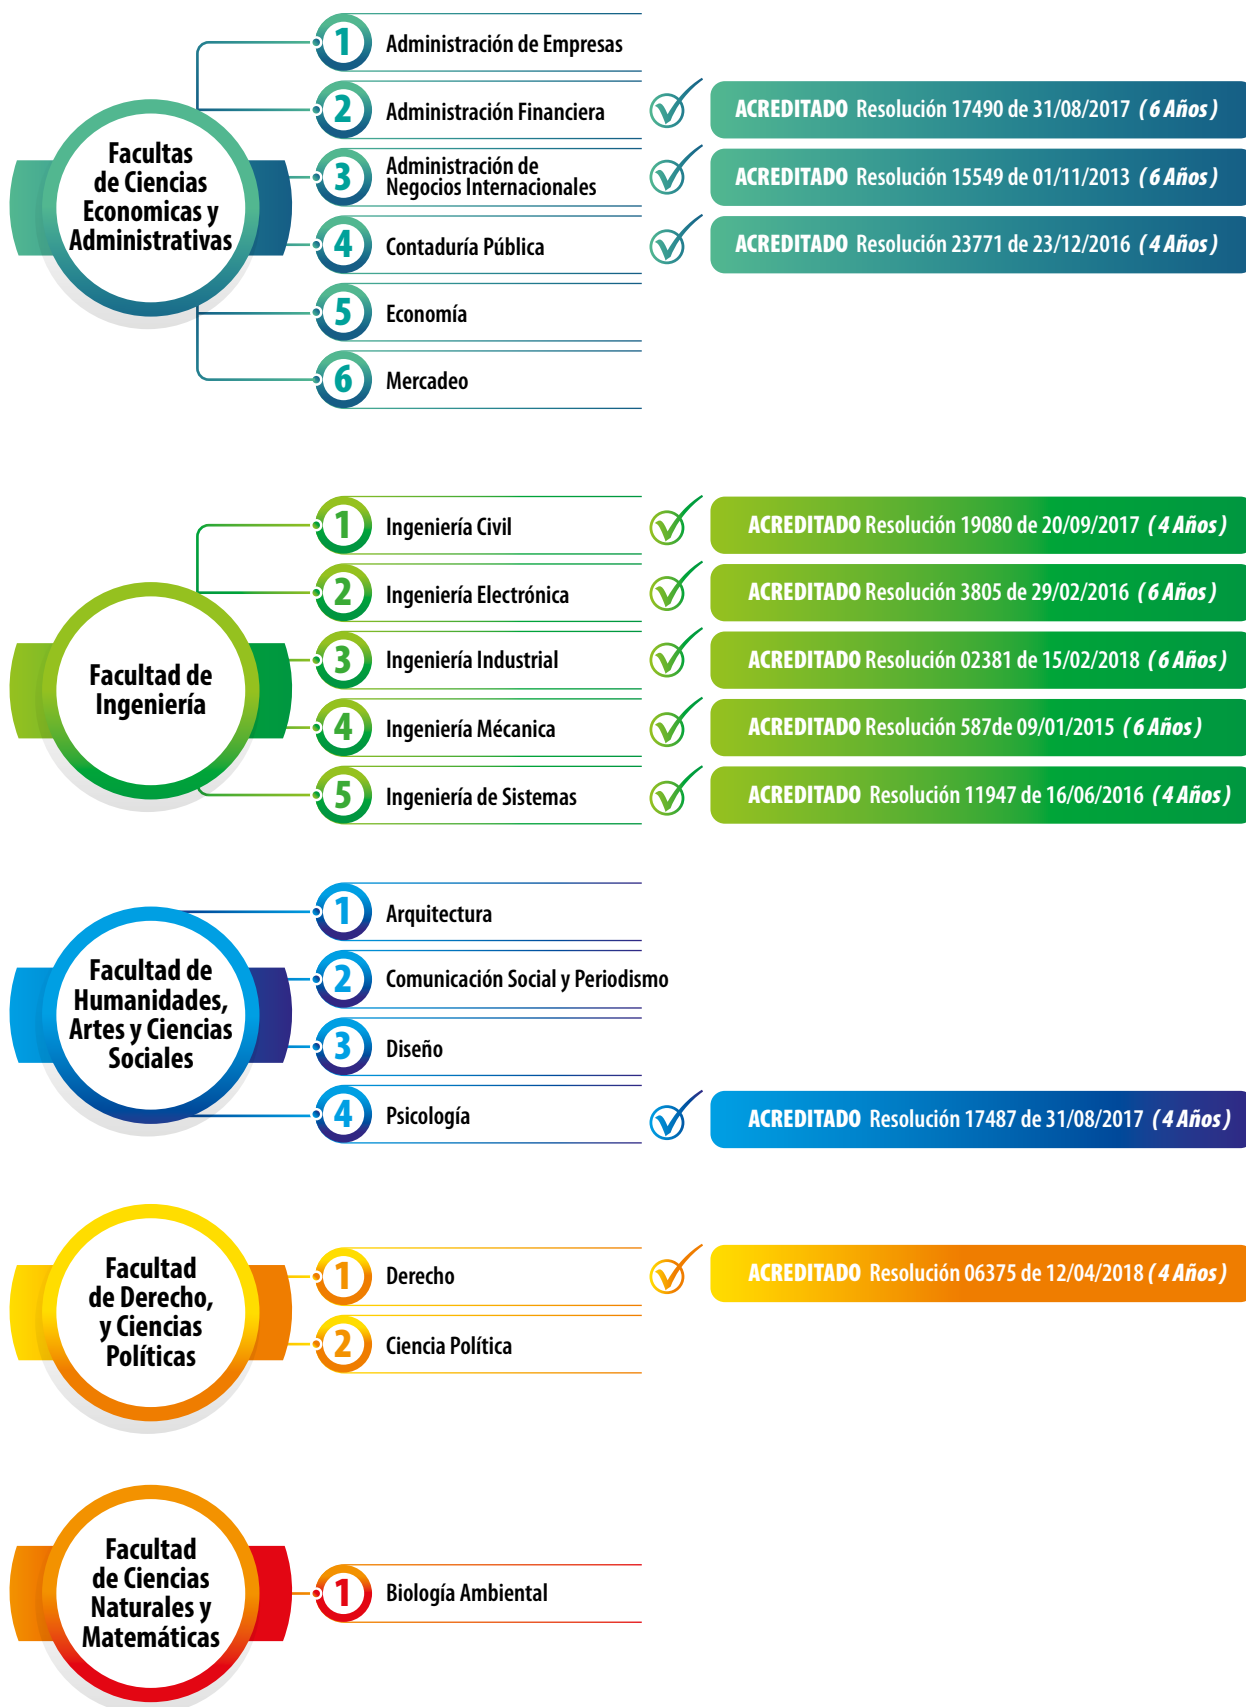 Facultas
de Ciencias
Economicas y
Administrativas
1 Administración de Empresas
2 Administración Financiera ACREDITADO Resolución 17490 de 31/08/2017 ( 6 Años )
3 Administración de
Negocios Internacionales ACREDITADO Resolución 15549 de 01/11/2013 ( 6 Años )
4 Contaduría Pública ACREDITADO Resolución 23771 de 23/12/2016 ( 4 Años )
5 Economía
6 Mercadeo
Facultad de
Ingeniería
1 Ingeniería Civil ACREDITADO Resolución 19080 de 20/09/2017 ( 4 Años )
2 Ingeniería Electrónica ACREDITADO Resolución 3805 de 29/02/2016 ( 6 Años )
3 Ingeniería Industrial ACREDITADO Resolución 02381 de 15/02/2018 ( 6 Años )
4 Ingeniería Mécanica ACREDITADO Resolución 587de 09/01/2015 ( 6 Años )
5 Ingeniería de Sistemas ACREDITADO Resolución 11947 de 16/06/2016 ( 4 Años )
Facultad de
Humanidades,
Artes y Ciencias
Sociales
1 Arquitectura
2 Comunicación Social y Periodismo
3 Diseño
4 Psicología ACREDITADO Resolución 17487 de 31/08/2017 ( 4 Años )
Facultad
de Derecho,
y Ciencias
Políticas
1 Derecho ACREDITADO Resolución 06375 de 12/04/2018 ( 4 Años )
2 Ciencia Política
Facultad
de Ciencias
Naturales y
Matemáticas
1 Biología Ambiental